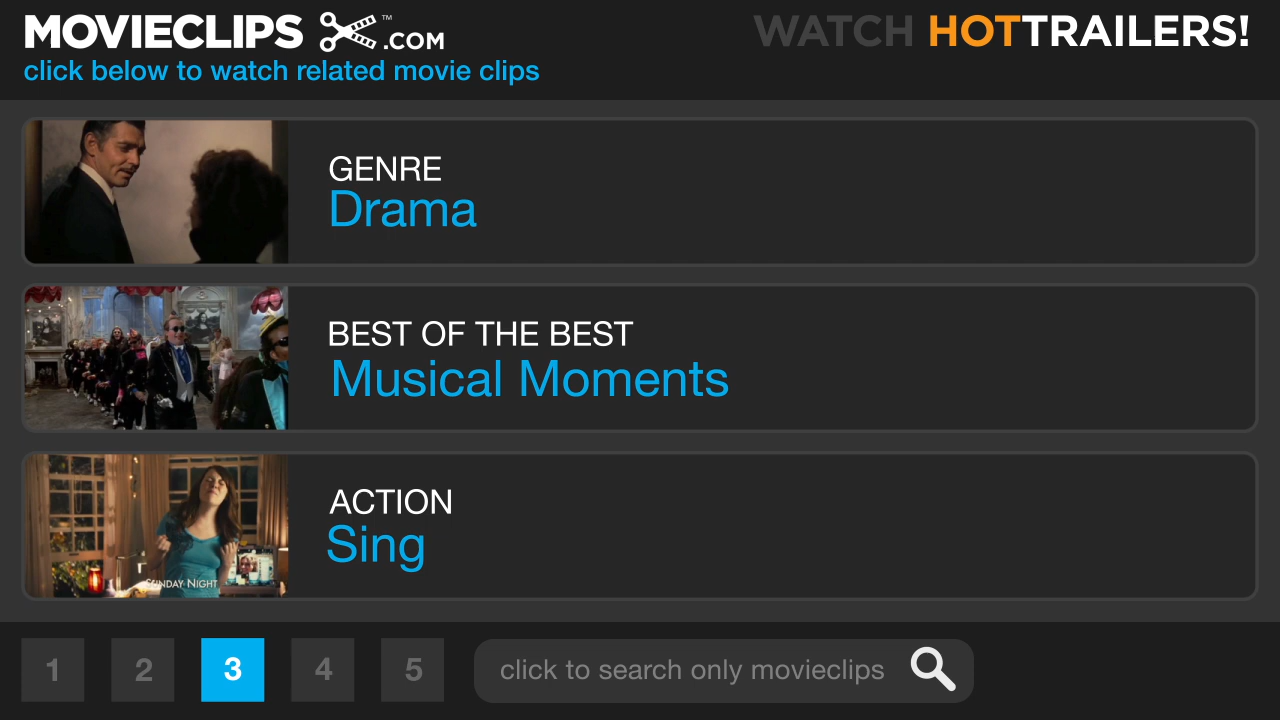 MOVIECLIPS ™ .COM
WATCH HOTTRAILERS!
click below to watch related movie clips
GENRE
Drama
BEST OF THE BEST
Musical Moments
ACTION
Sing
SUNDAY NIGHT
1 2 3 4 5
click to search only movieclips